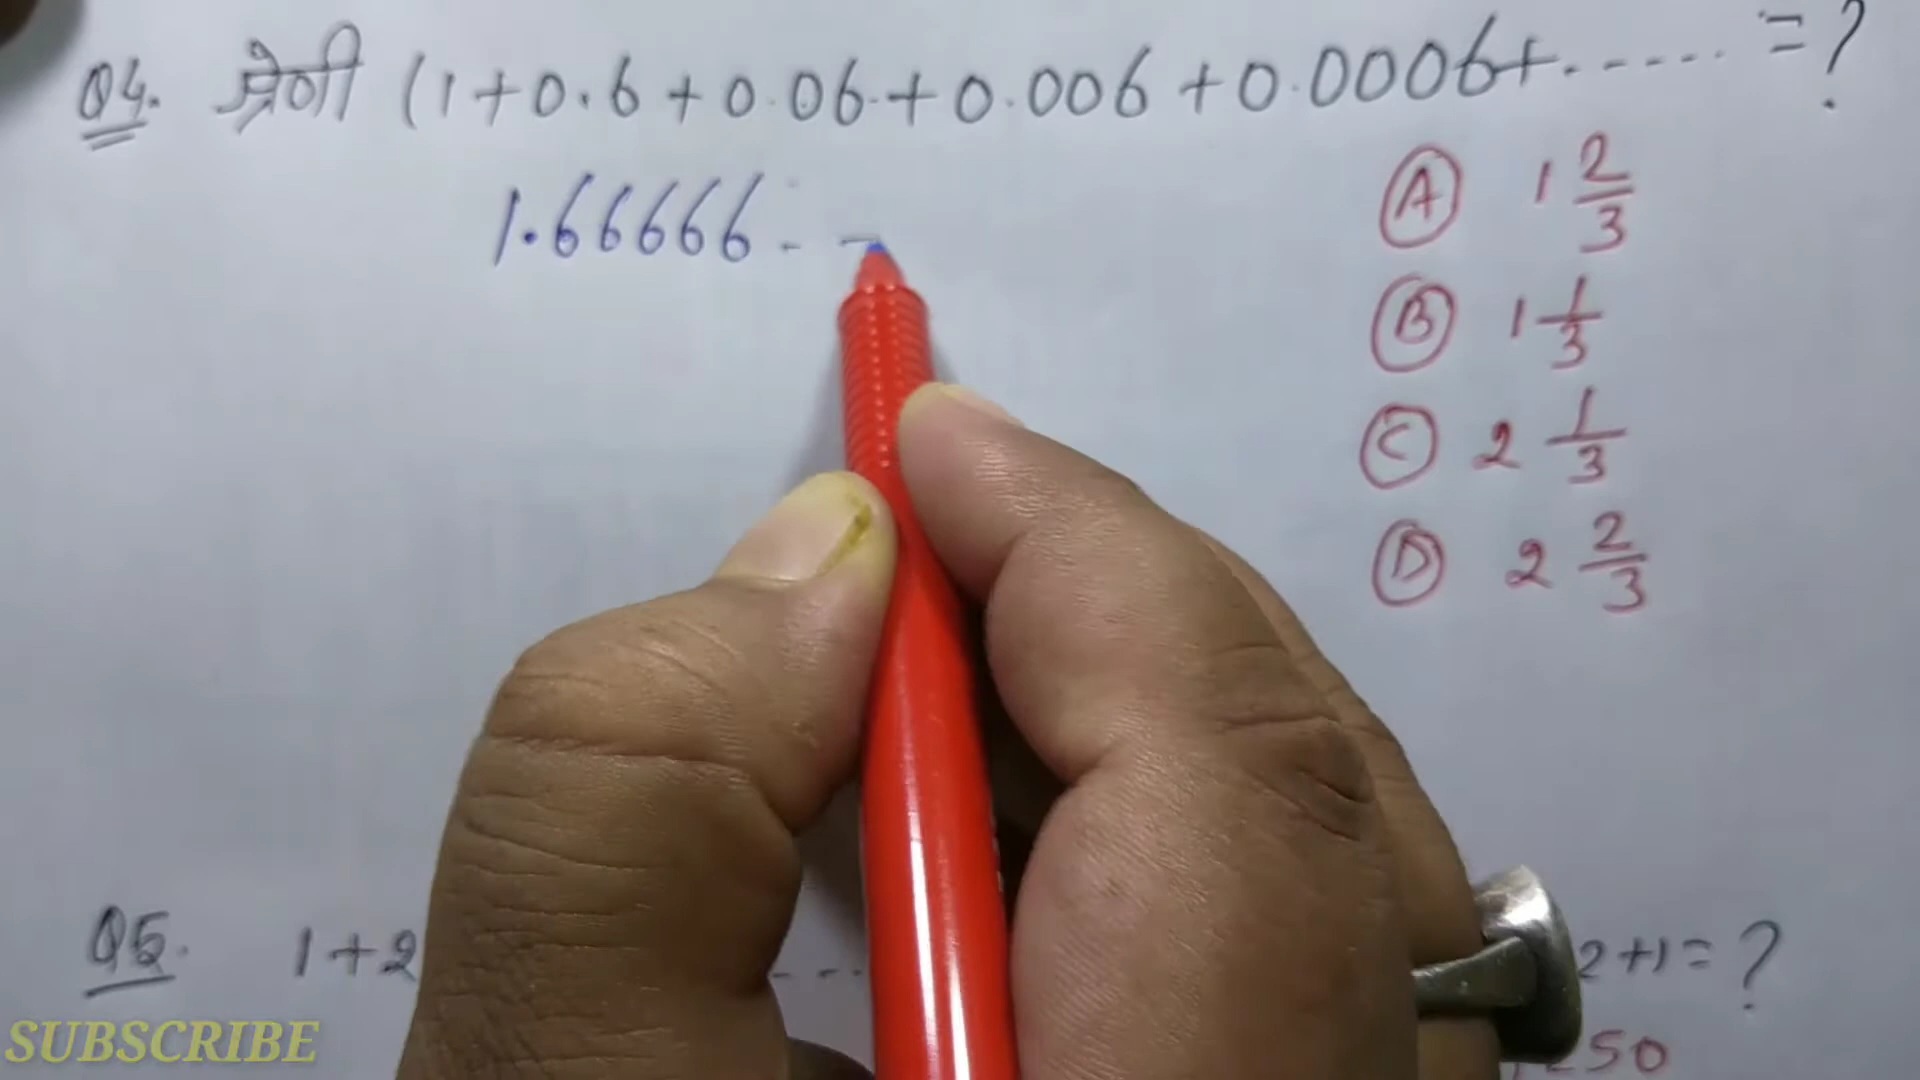 Q4. श्रेणी (1+0.6+0.06+0.006+0.0006+......=?
1.66666. -
(A) 1 2/3
(B) 1 1/3
(C) 2 1/3
(D) 2 2/3
Q5. 1+2 ... 2+1=?
50
SUBSCRIBE